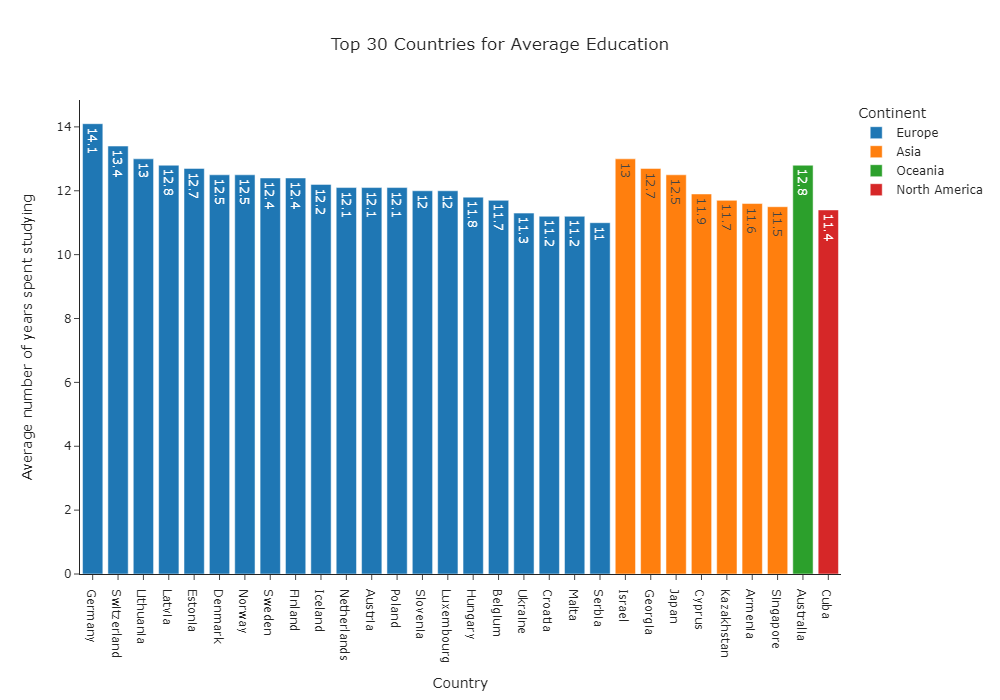 Top 30 Countries for Average Education
Continent
Europe
Asia
Oceania
North America
Average number of years spent studying
14
12
10
8
6
4
2
0
14.1
13.4
13
12.8
12.7
12.5
12.5
12.4
12.4
12.2
12.1
12.1
12.1
12
12
11.8
11.7
11.3
11.2
11.2
11
13
12.7
12.5
11.9
11.7
11.6
11.5
12.8
11.4
Germany
Switzerland
Lithuania
Latvia
Estonia
Denmark
Norway
Sweden
Finland
Iceland
Netherlands
Austria
Poland
Slovenia
Luxembourg
Hungary
Belgium
Ukraine
Croatia
Malta
Serbia
Israel
Georgia
Japan
Cyprus
Kazakhstan
Armenia
Singapore
Australia
Cuba
Country